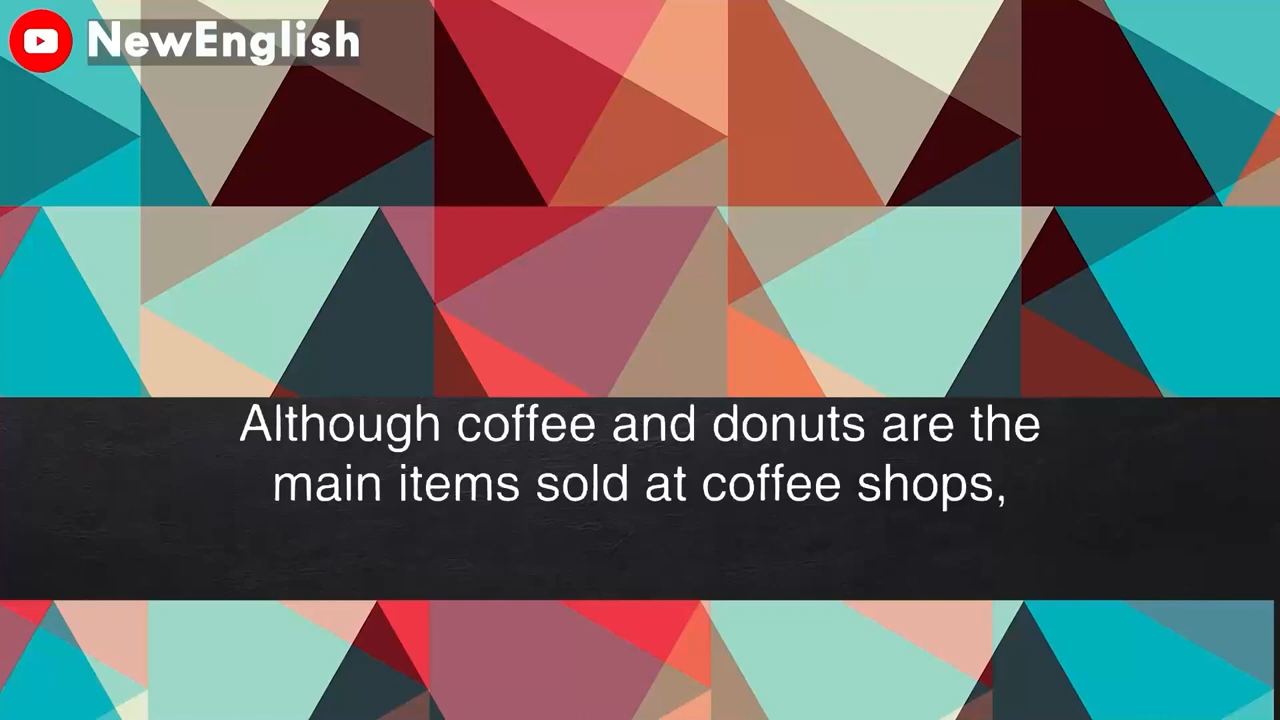 NewEnglish
Although coffee and donuts are the
main items sold at coffee shops,